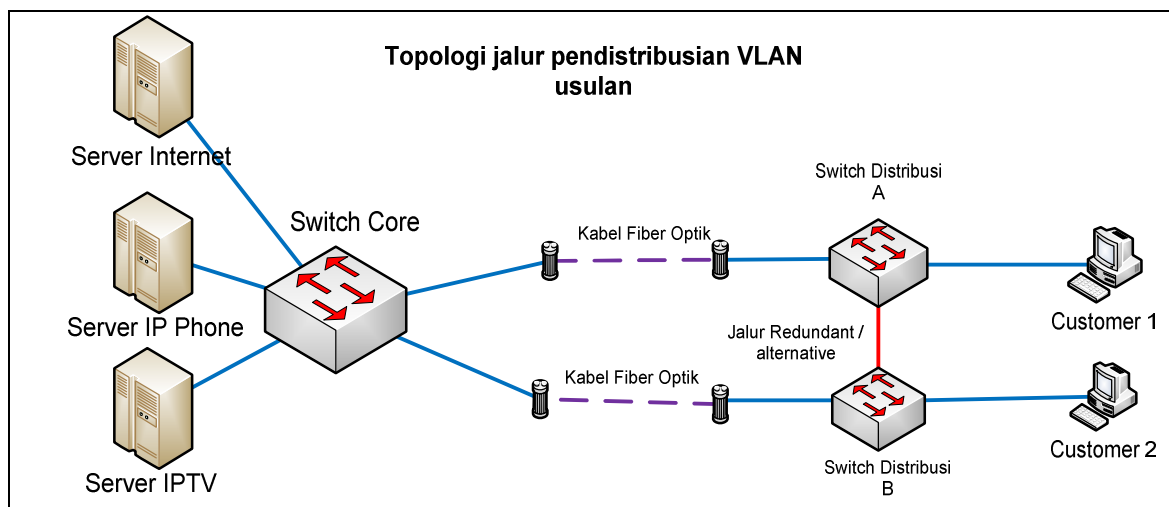 Topologi jalur pendistribusian VLAN
usulan
Server Internet
Server IP Phone
Server IPTV
Switch Core
Kabel Fiber Optik
Kabel Fiber Optik
Switch Distribusi
A
Jalur Redundant /
alternative
Switch Distribusi
B
Customer 1
Customer 2